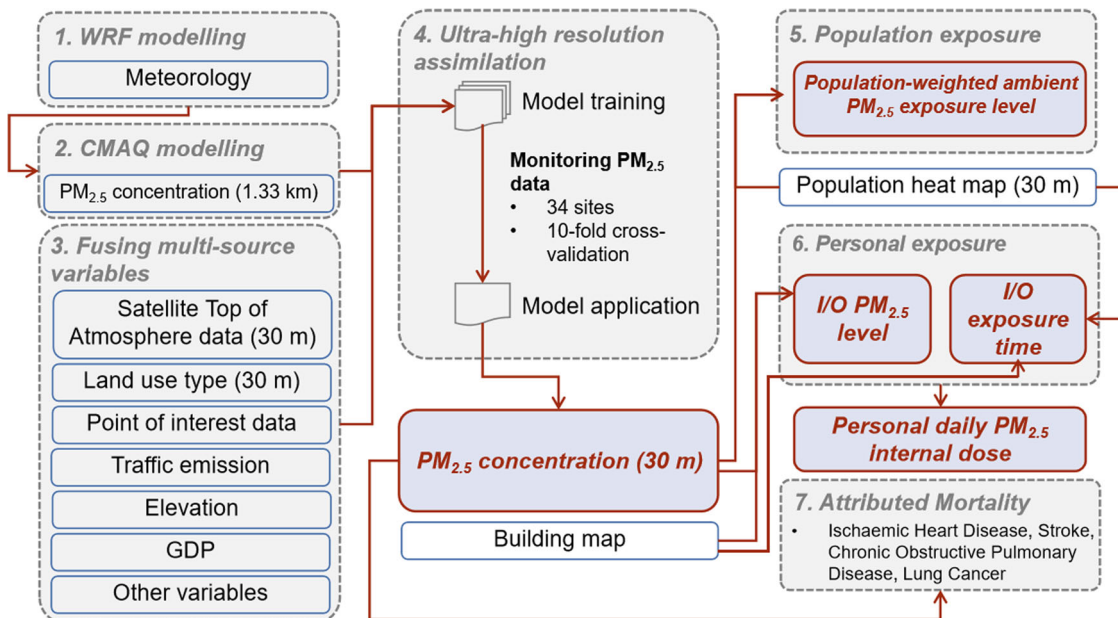 1. WRF modelling
Meteorology
2. CMAQ modelling
PM2.5 concentration (1.33 km)
3. Fusing multi-source
variables
Satellite Top of
Atmosphere data (30 m)
Land use type (30 m)
Point of interest data
Traffic emission
Elevation
GDP
Other variables
4. Ultra-high resolution
assimilation
Model training
Monitoring PM2.5
data
• 34 sites
• 10-fold cross-
validation
Model application
PM2.5 concentration (30 m)
Building map
5. Population exposure
Population-weighted ambient
PM2.5 exposure level
Population heat map (30 m)
6. Personal exposure
I/O PM2.5
level
I/O
exposure
time
Personal daily PM2.5
internal dose
7. Attributed Mortality
• Ischaemic Heart Disease, Stroke,
Chronic Obstructive Pulmonary
Disease, Lung Cancer